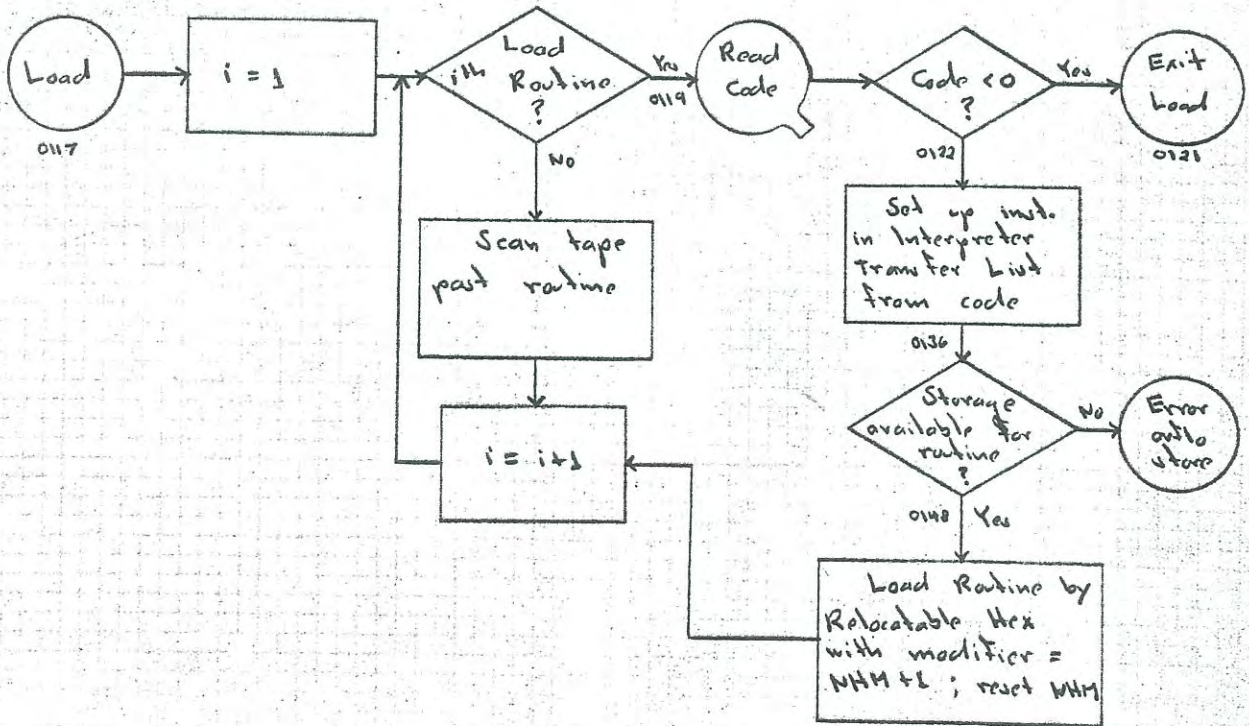 Load
0117
i = 1
Load
ith Routine
?
Yes
0119
No
Read
Code
Code <0
?
Yes
0122
Exit
Load
0121
Scan tape
past routine
i = i+1
Set up inst.
in Interpreter
Transfer List
from code
0136
Storage
available for
routine
?
No
Error
store
0148 Yes
Load Routine by
Relocatable Hex
with modifier =
NHM +1 ; reset NHM